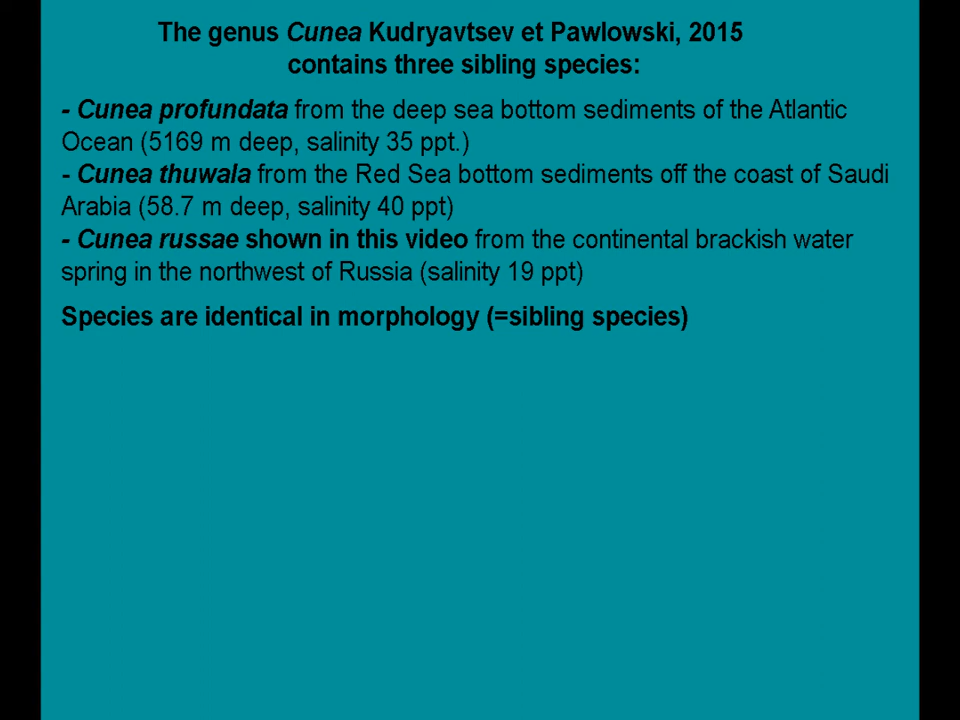 The genus Cunea Kudryavtsev et Pawlowski, 2015
contains three sibling species:
- Cunea profundata from the deep sea bottom sediments of the Atlantic
Ocean (5169 m deep, salinity 35 ppt.)
- Cunea thuwala from the Red Sea bottom sediments off the coast of Saudi
Arabia (58.7 m deep, salinity 40 ppt)
- Cunea russae shown in this video from the continental brackish water
spring in the northwest of Russia (salinity 19 ppt)
Species are identical in morphology (=sibling species)